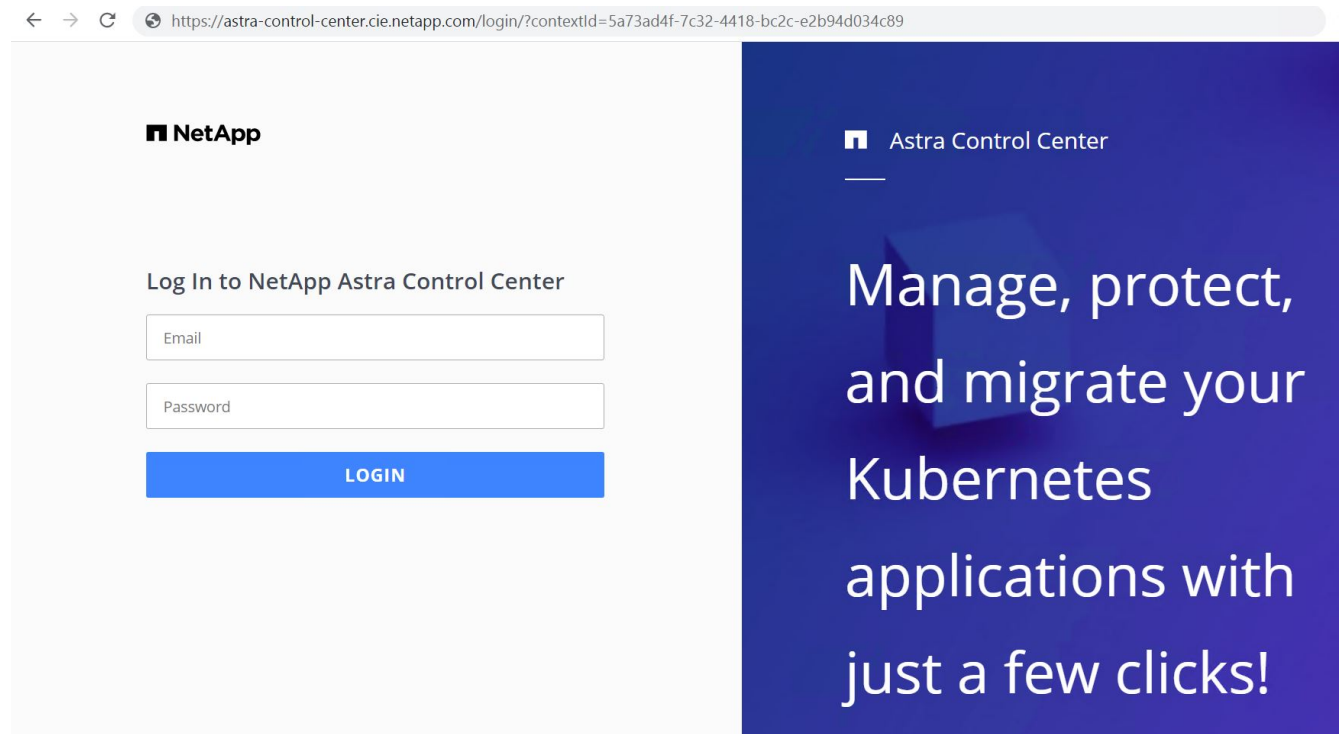 https://astra-control-center.cie.netapp.com/login/?contextId=5a73ad4f-7c32-4418-bc2c-e2b94d034c89
NetApp
Log In to NetApp Astra Control Center
Email
Password
LOGIN
Astra Control Center
Manage, protect,
and migrate your
Kubernetes
applications with
just a few clicks!